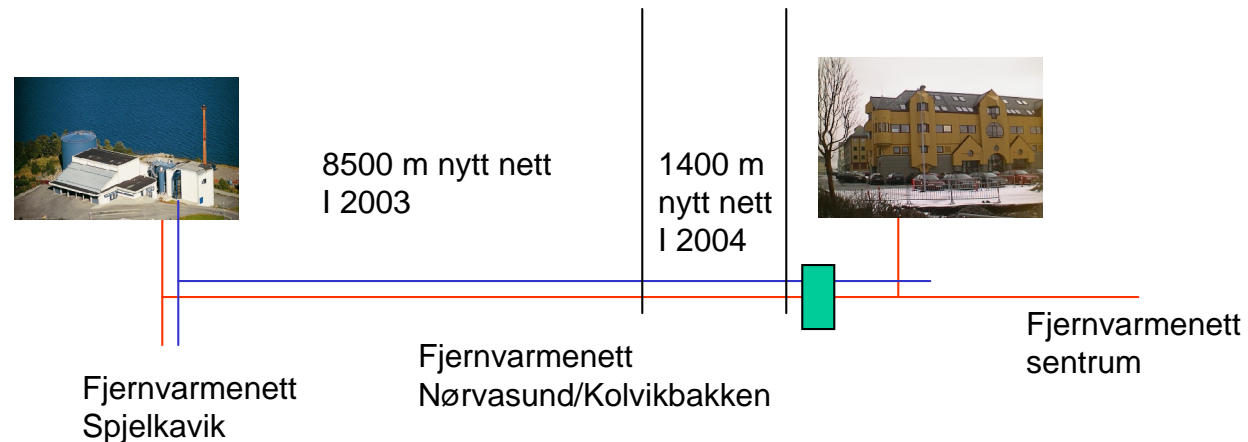 8500 m nytt nett
I 2003
1400 m
nytt nett
I 2004
Fjernvarmenett
sentrum
Fjernvarmenett
Nørvasund/Kolvikbakken
Fjernvarmenett
Spjelkavik